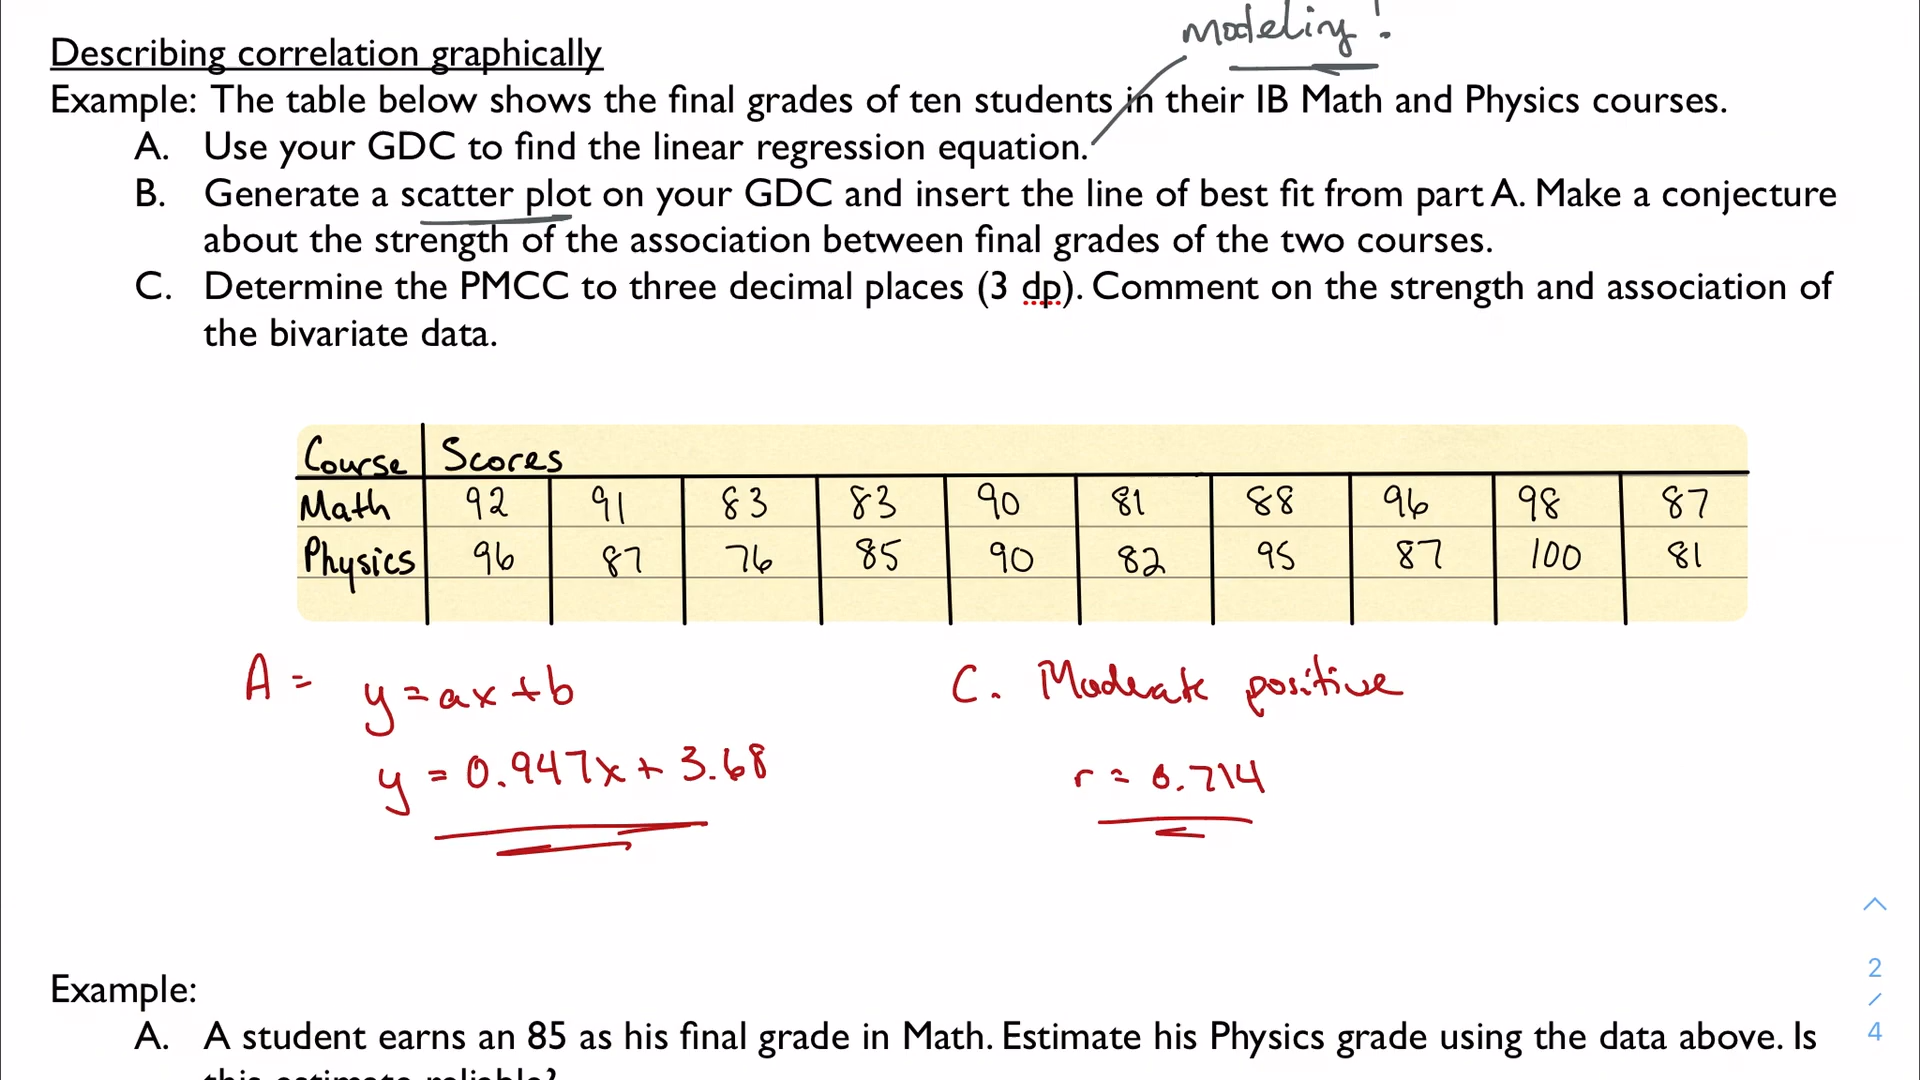 modeling!
Describing correlation graphically
Example: The table below shows the final grades of ten students in their IB Math and Physics courses.
A. Use your GDC to find the linear regression equation.
B. Generate a scatter plot on your GDC and insert the line of best fit from part A. Make a conjecture
about the strength of the association between final grades of the two courses.
C. Determine the PMCC to three decimal places (3 dp). Comment on the strength and association of
the bivariate data.
Course Scores
Math 92 91 83 83 90 81 88 96 98 87
Physics 96 87 76 85 90 82 95 87 100 81
A = y = ax + b
y = 0.947x + 3.68
C. Moderate positive
r = 0.714
2
/
4
Example:
A. A student earns an 85 as his final grade in Math. Estimate his Physics grade using the data above. Is
this estimate reliable?